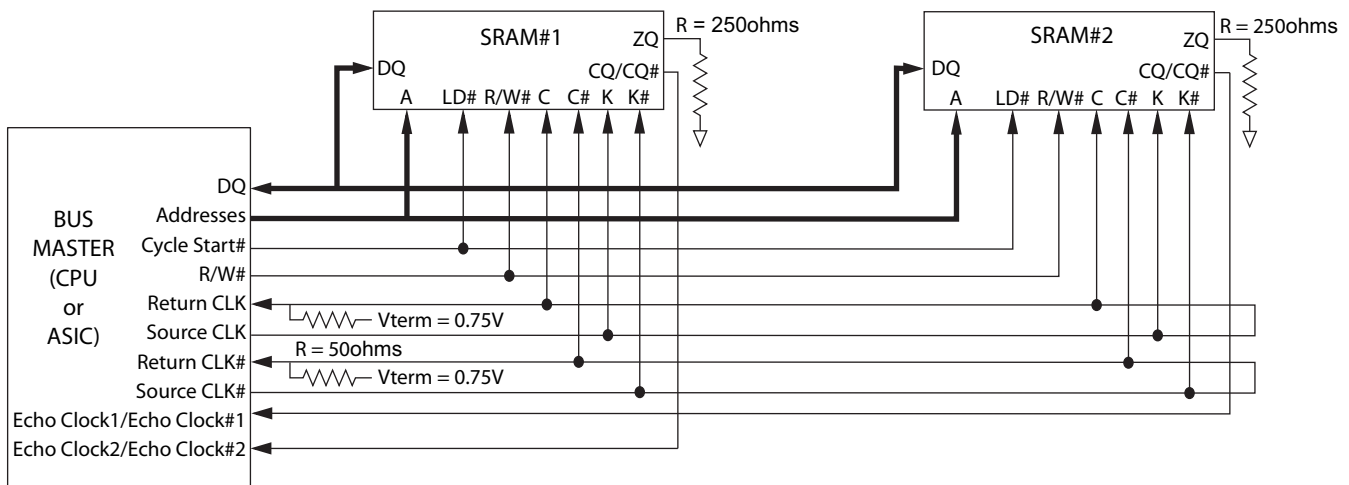 SRAM#1
ZQ
R = 250ohms
DQ
CQ/CQ#
A LD# R/W# C C# K K#
SRAM#2
ZQ
R = 250ohms
DQ
CQ/CQ#
A LD# R/W# C C# K K#
BUS
MASTER
(CPU
or
ASIC)
DQ
Addresses
Cycle Start#
R/W#
Return CLK
Vterm = 0.75V
Source CLK
R = 50ohms
Return CLK#
Vterm = 0.75V
Source CLK#
Echo Clock1/Echo Clock#1
Echo Clock2/Echo Clock#2